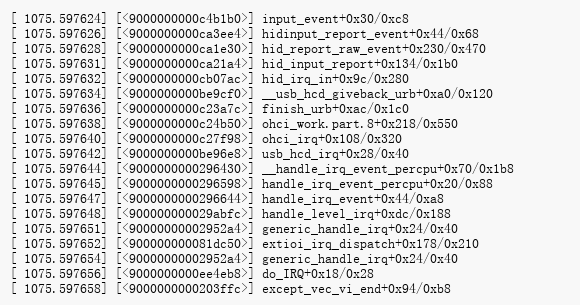 [ 1075.597624] [<9000000000c4b1b0>] input_event+0x30/0xc8
[ 1075.597626] [<9000000000ca3ee4>] hidinput_report_event+0x44/0x68
[ 1075.597628] [<9000000000ca1e30>] hid_report_raw_event+0x230/0x470
[ 1075.597631] [<9000000000ca21a4>] hid_input_report+0x134/0x1b0
[ 1075.597632] [<9000000000cb07ac>] hid_irq_in+0x9c/0x280
[ 1075.597634] [<9000000000be9cf0>] __usb_hcd_giveback_urb+0xa0/0x120
[ 1075.597636] [<9000000000c23a7c>] finish_urb+0xac/0x1c0
[ 1075.597638] [<9000000000c24b50>] ohci_work.part.8+0x218/0x550
[ 1075.597640] [<9000000000c27f98>] ohci_irq+0x108/0x320
[ 1075.597642] [<9000000000be96e8>] usb_hcd_irq+0x28/0x40
[ 1075.597644] [<9000000000296430>] __handle_irq_event_percpu+0x70/0x1b8
[ 1075.597645] [<9000000000296598>] handle_irq_event_percpu+0x20/0x88
[ 1075.597647] [<9000000000296644>] handle_irq_event+0x44/0xa8
[ 1075.597648] [<900000000029abfc>] handle_level_irq+0xdc/0x188
[ 1075.597651] [<90000000002952a4>] generic_handle_irq+0x24/0x40
[ 1075.597652] [<900000000081dc50>] extioi_irq_dispatch+0x178/0x210
[ 1075.597654] [<90000000002952a4>] generic_handle_irq+0x24/0x40
[ 1075.597656] [<9000000000ee4eb8>] do_IRQ+0x18/0x28
[ 1075.597658] [<9000000000203ffc>] except_vec_vi_end+0x94/0xb8